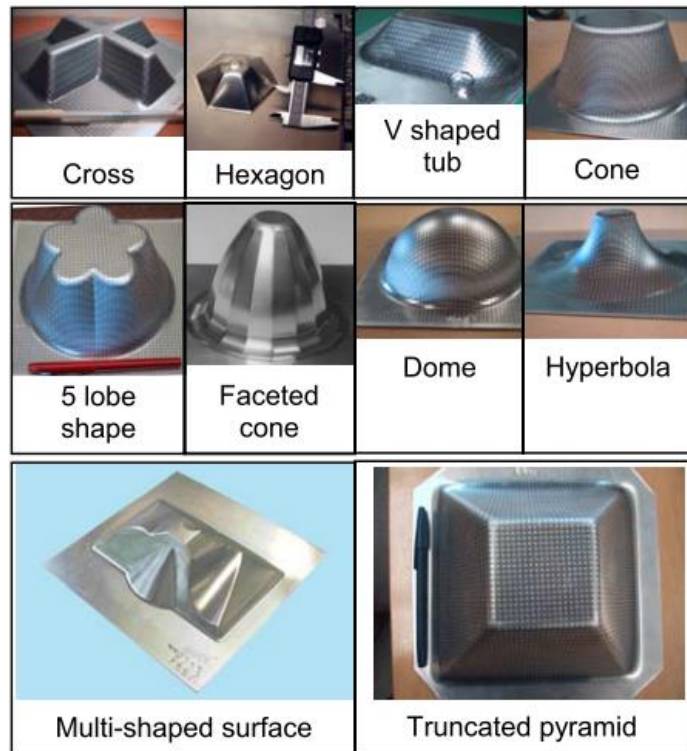 Cross
Hexagon
V shaped
tub
Cone
5 lobe
shape
Faceted
cone
Dome
Hyperbola
Multi-shaped surface
Truncated pyramid